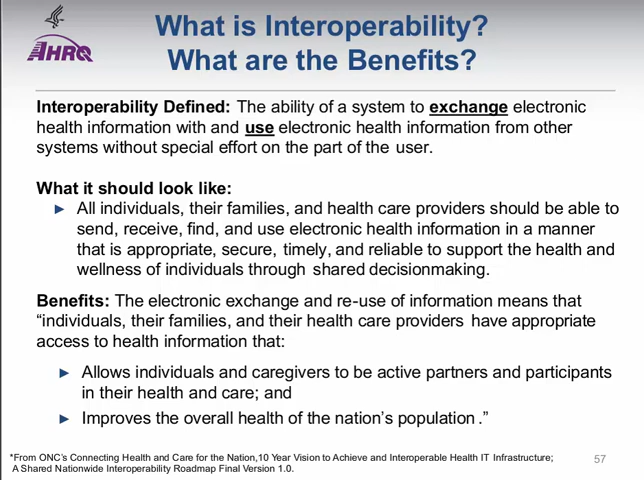 AHRQ
What is Interoperability?
What are the Benefits?
Interoperability Defined: The ability of a system to exchange electronic
health information with and use electronic health information from other
systems without special effort on the part of the user.
What it should look like:
► All individuals, their families, and health care providers should be able to
send, receive, find, and use electronic health information in a manner
that is appropriate, secure, timely, and reliable to support the health and
wellness of individuals through shared decisionmaking.
Benefits: The electronic exchange and re-use of information means that
“individuals, their families, and their health care providers have appropriate
access to health information that:
► Allows individuals and caregivers to be active partners and participants
in their health and care; and
► Improves the overall health of the nation’s population .”
*From ONC’s Connecting Health and Care for the Nation,10 Year Vision to Achieve and Interoperable Health IT Infrastructure;
A Shared Nationwide Interoperability Roadmap Final Version 1.0.
57